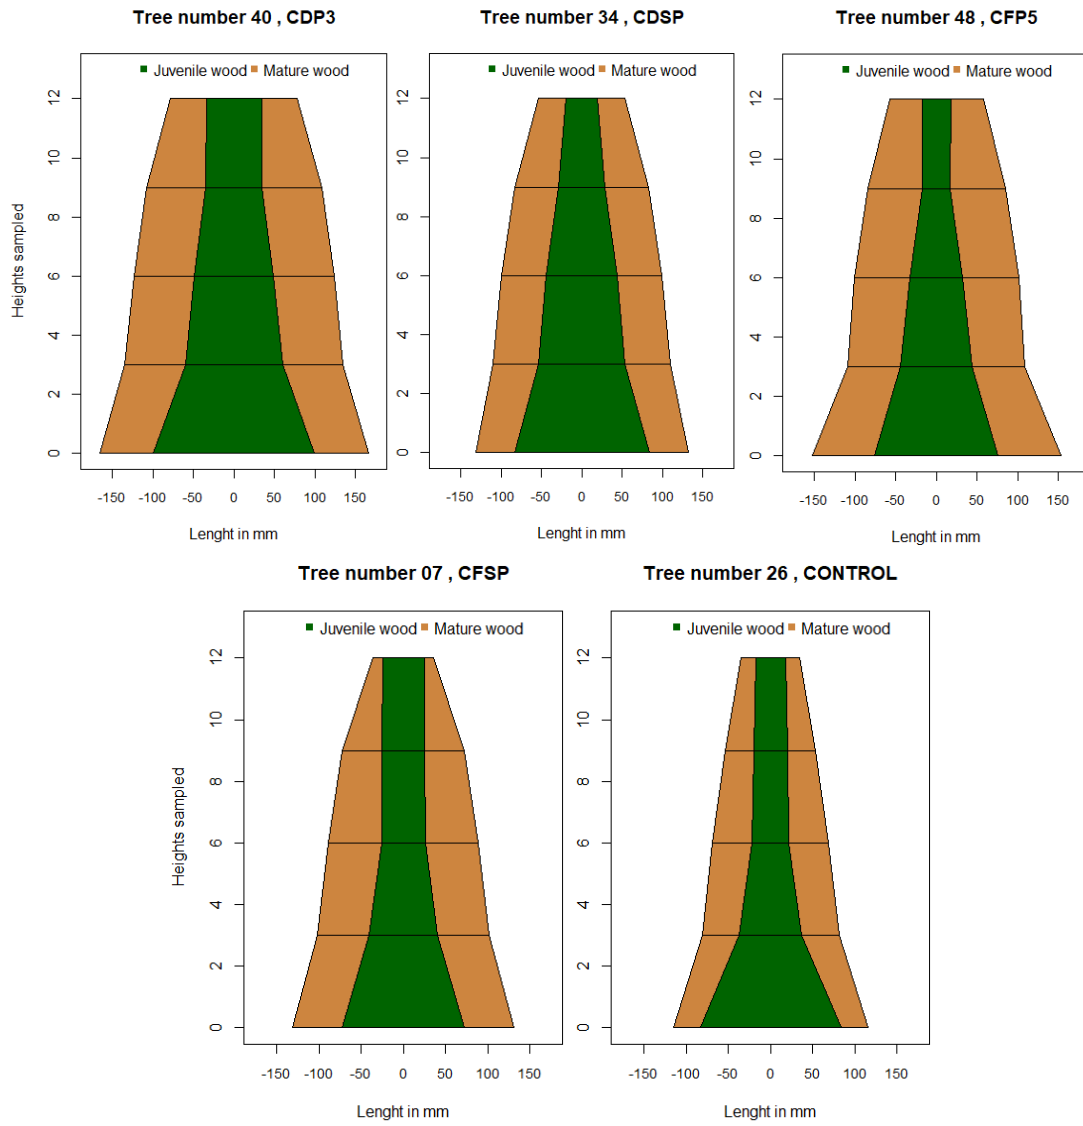 Tree number 40 , CDP3
Juvenile wood Mature wood
Heights sampled
12
10
8
6
4
2
0
-150 -100 -50 0 50 100 150
Lenght in mm
Tree number 34 , CDSP
Juvenile wood Mature wood
12
10
8
6
4
2
0
-150 -100 -50 0 50 100 150
Lenght in mm
Tree number 48 , CFP5
Juvenile wood Mature wood
12
10
8
6
4
2
0
-150 -100 -50 0 50 100 150
Lenght in mm
Tree number 07 , CFSP
Juvenile wood Mature wood
Heights sampled
12
10
8
6
4
2
0
-150 -100 -50 0 50 100 150
Lenght in mm
Tree number 26 , CONTROL
Juvenile wood Mature wood
12
10
8
6
4
2
0
-150 -100 -50 0 50 100 150
Lenght in mm